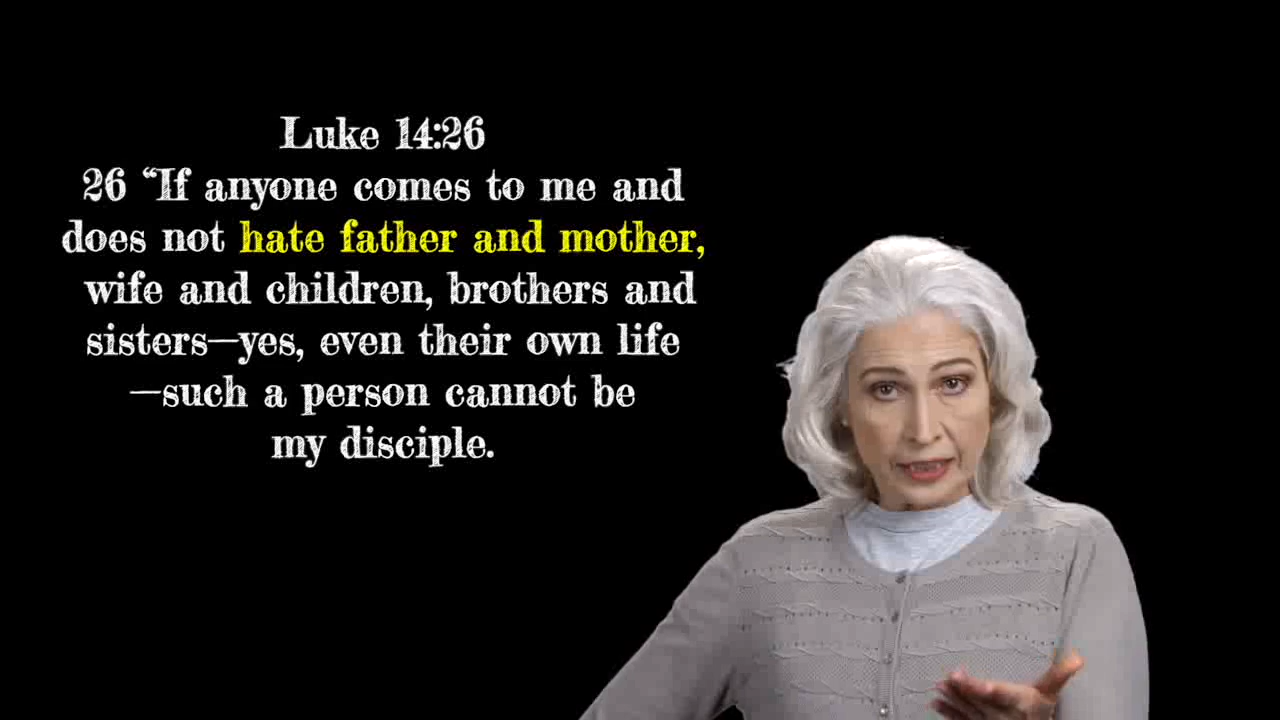 Luke 14:26
26 “If anyone comes to me and
does not hate father and mother,
wife and children, brothers and
sisters—yes, even their own life
—such a person cannot be
my disciple.